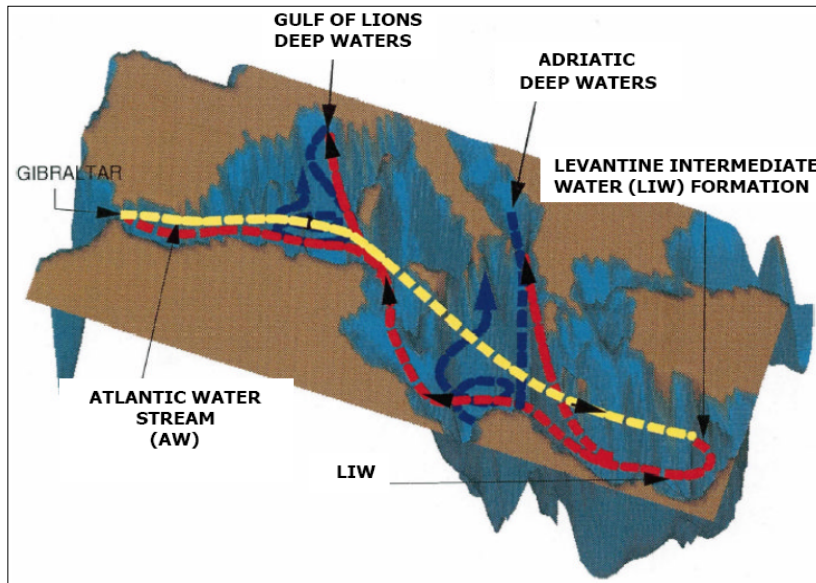 GULF OF LIONS
DEEP WATERS
ADRIATIC
DEEP WATERS
LEVANTINE INTERMEDIATE
WATER (LIW) FORMATION
GIBRALTAR
ATLANTIC WATER
STREAM
(AW)
LIW